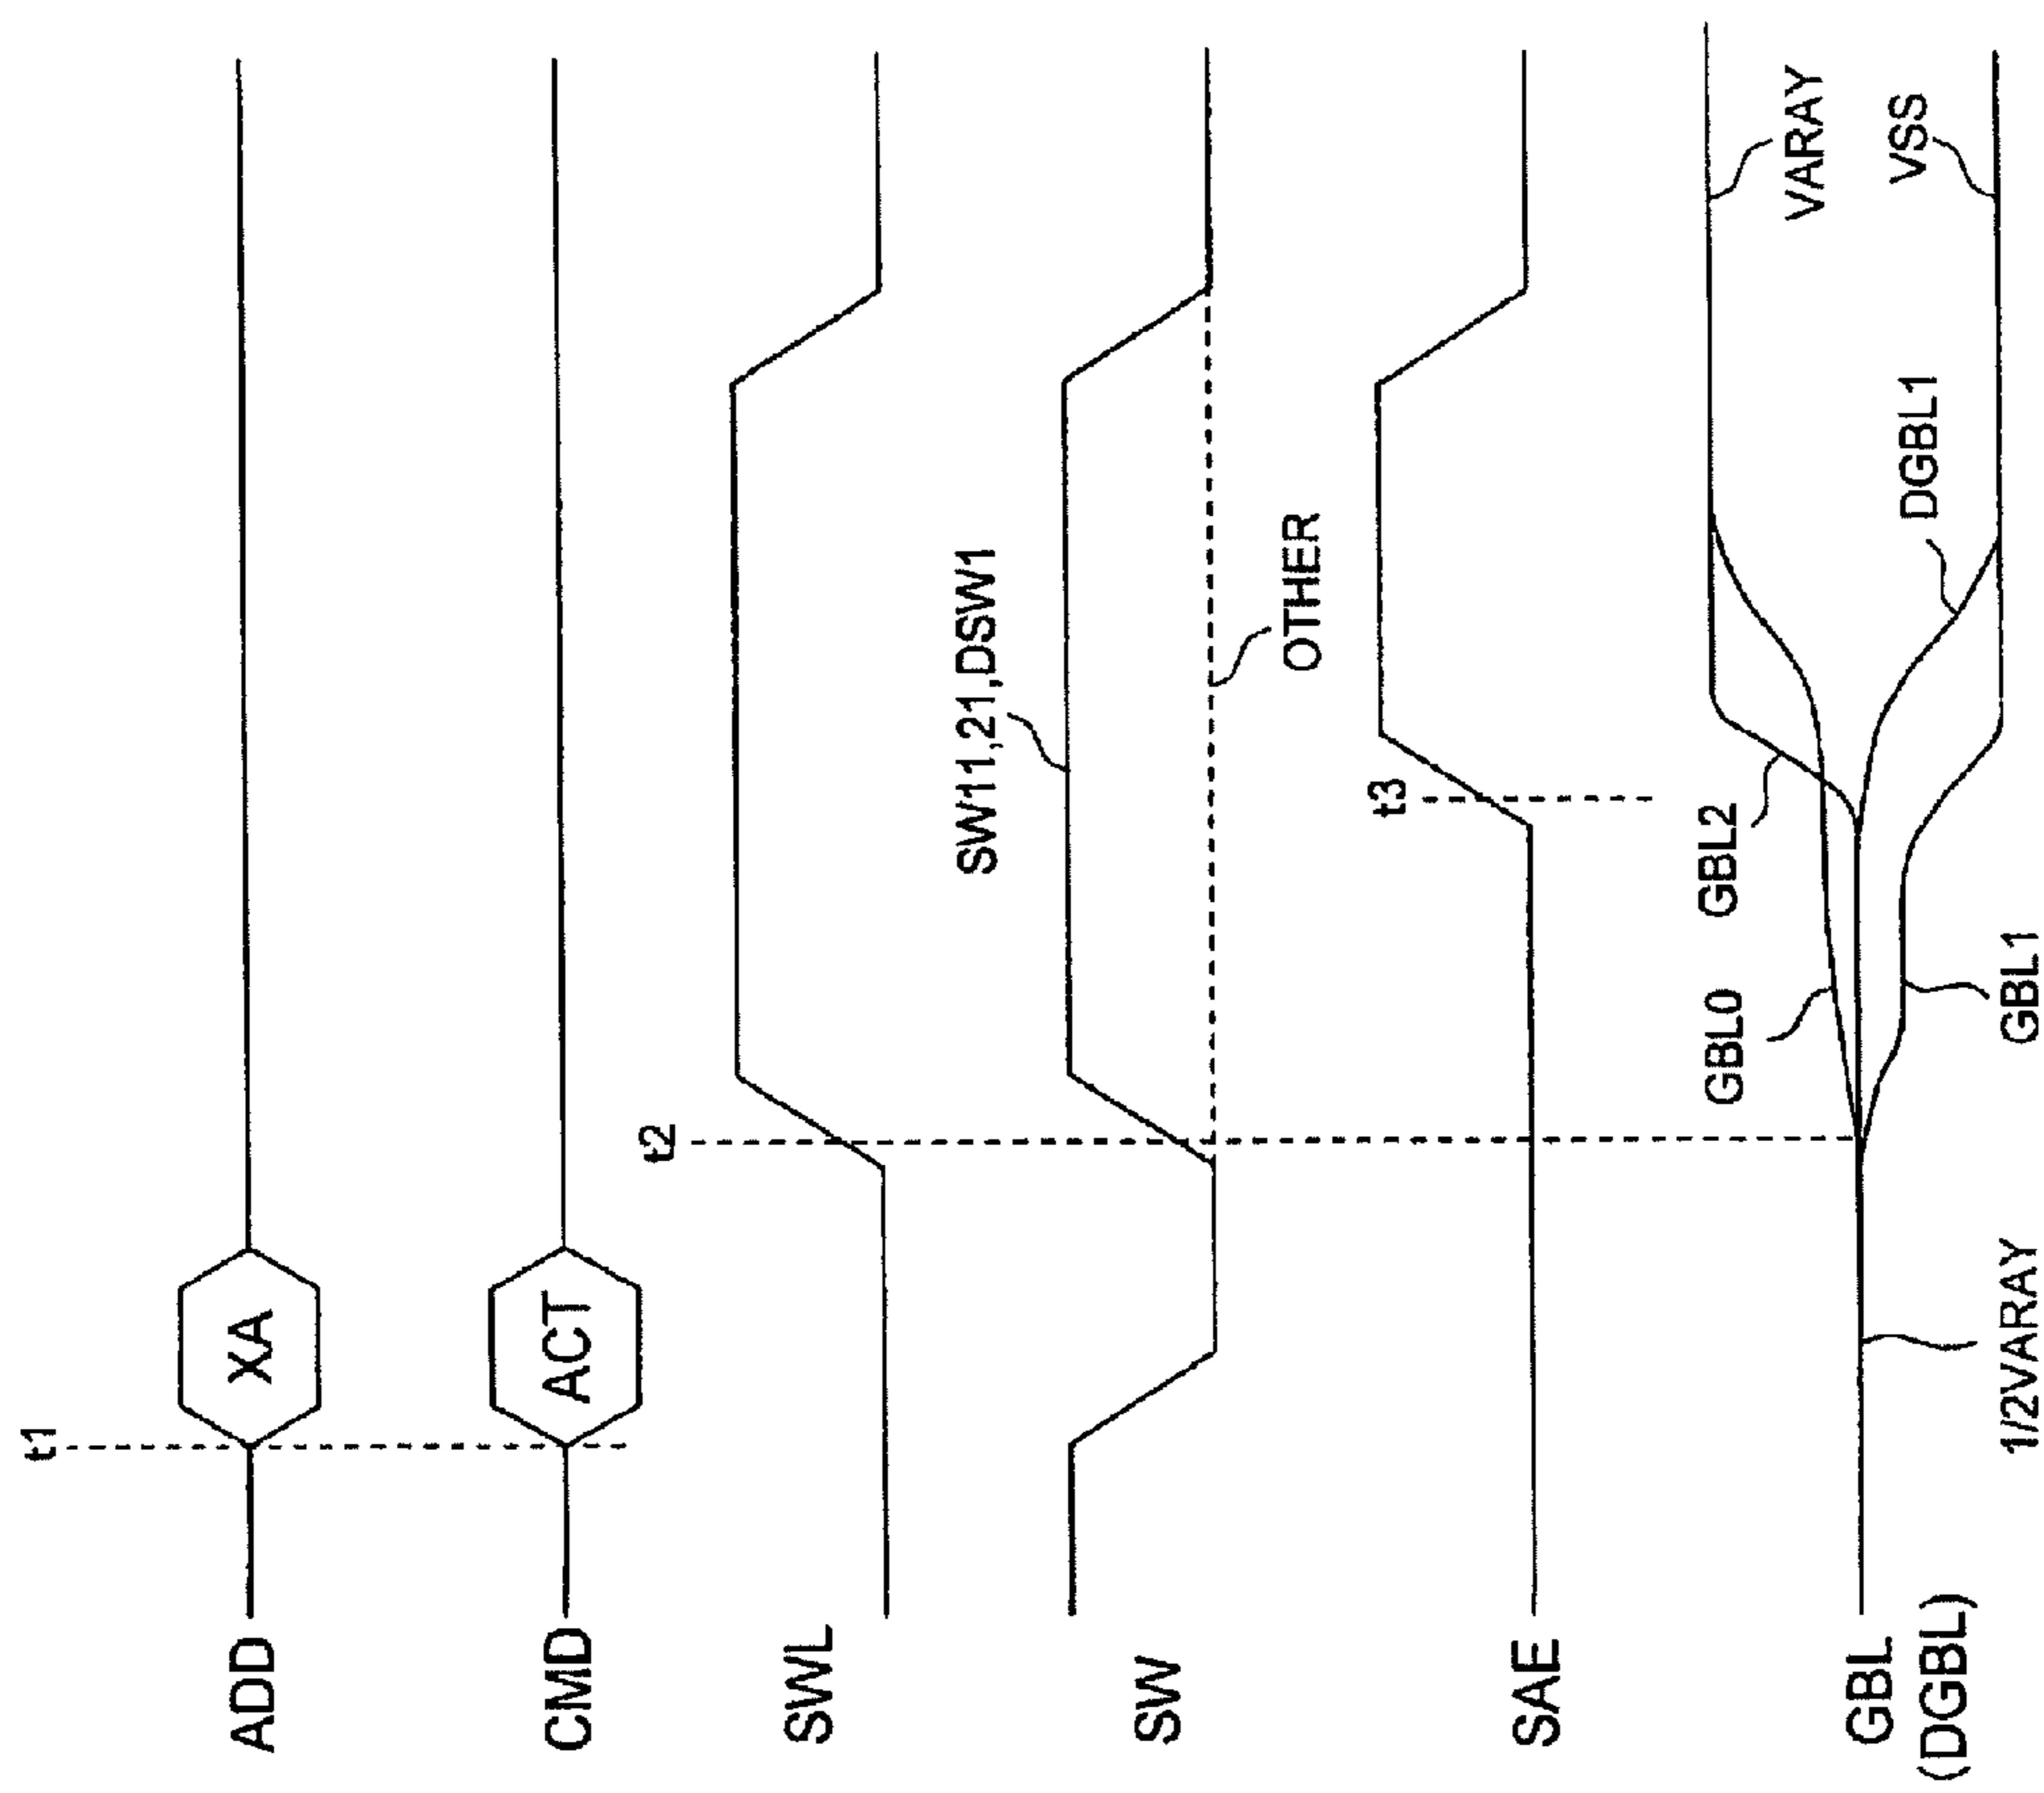 t1
ADD
XA
CMD
ACT
t2
SWL
SW
SW11,21,DSW1
OTHER
t3
SAE
GBL
(DGBL)
1/2VARAY
GBL0
GBL2
GBL1
DGBL1
VARAY
VSS